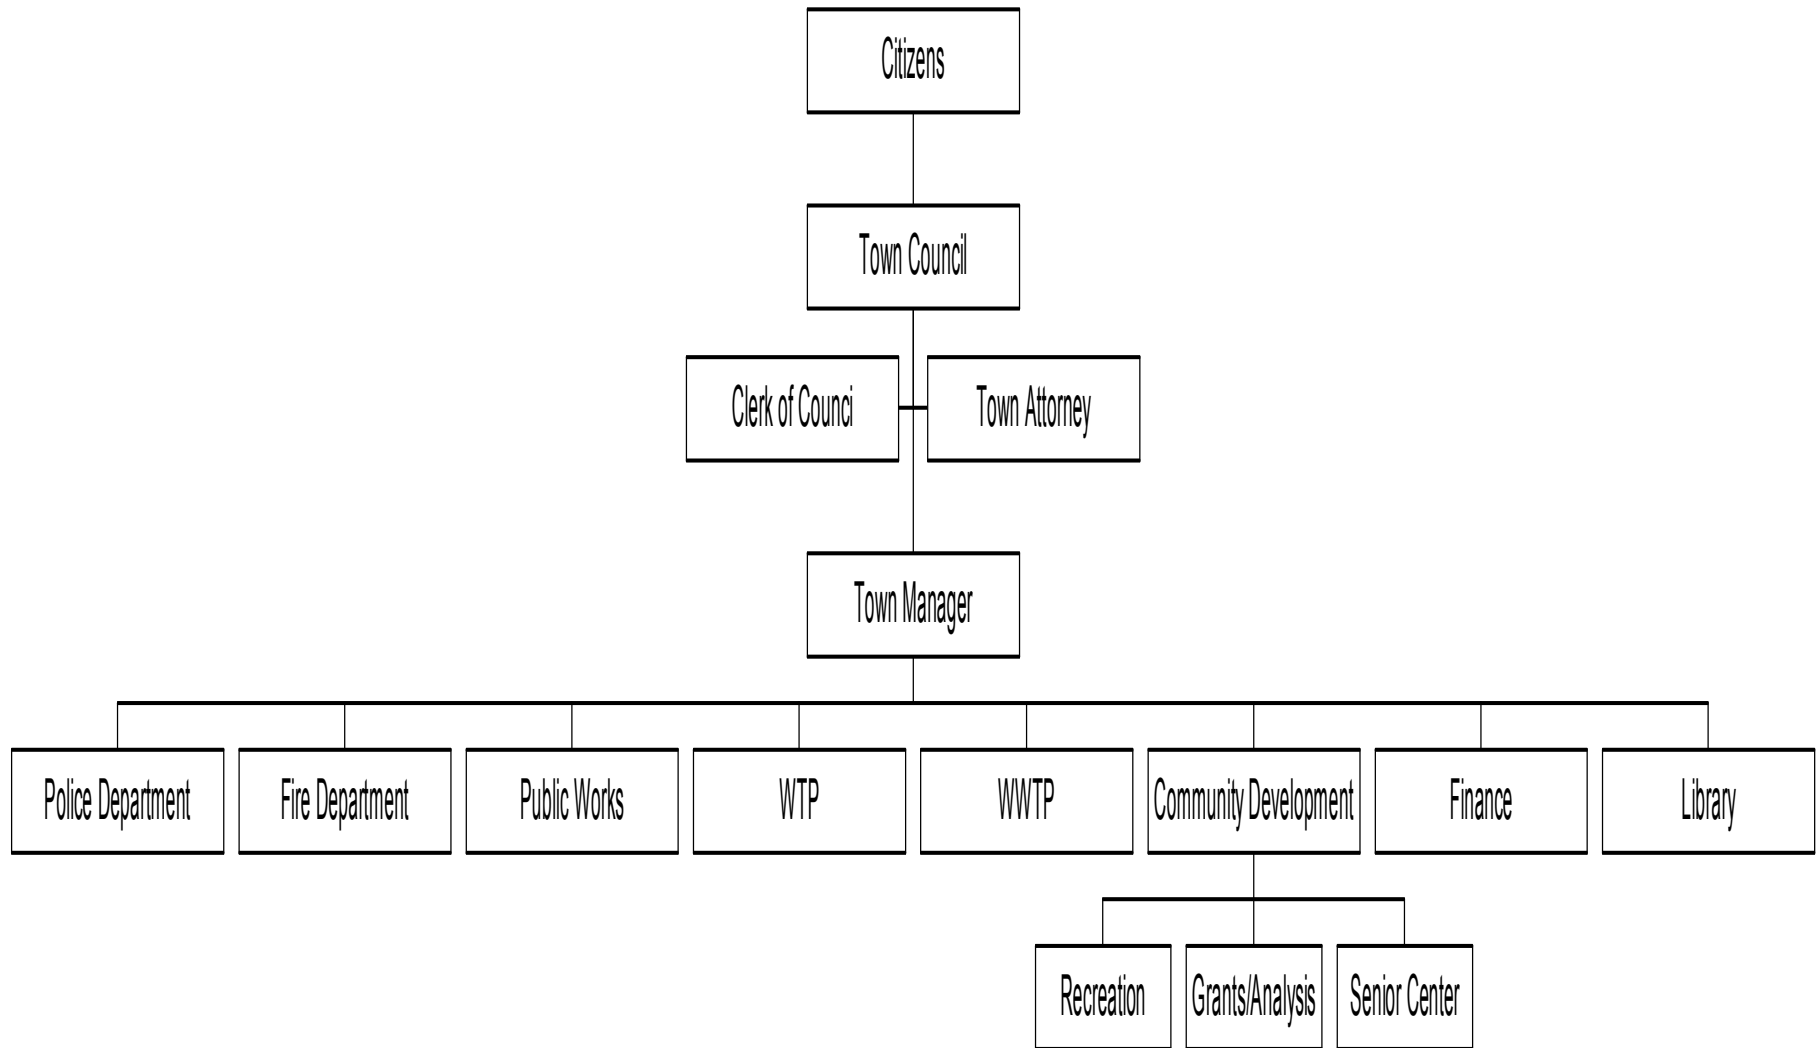 Citizens
Town Council
Clerk of Counci
Town Attorney
Town Manager
Police Department
Fire Department
Public Works
WTP
WWTP
Community Development
Finance
Library
Recreation
Grants/Analysis
Senior Center